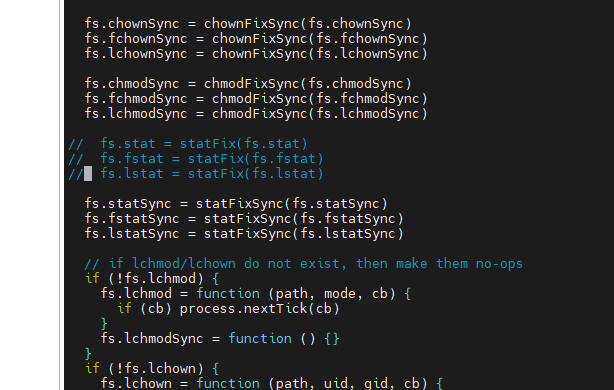 fs.chownSync = chownFixSync(fs.chownSync)
fs.fchownSync = chownFixSync(fs.fchownSync)
fs.lchownSync = chownFixSync(fs.lchownSync)
fs.chmodSync = chmodFixSync(fs.chmodSync)
fs.fchmodSync = chmodFixSync(fs.fchmodSync)
fs.lchmodSync = chmodFixSync(fs.lchmodSync)
//  fs.stat = statFix(fs.stat)
//  fs.fstat = statFix(fs.fstat)
//  fs.lstat = statFix(fs.lstat)
fs.statSync = statFixSync(fs.statSync)
fs.fstatSync = statFixSync(fs.fstatSync)
fs.lstatSync = statFixSync(fs.lstatSync)
// if lchmod/lchown do not exist, then make them no-ops
if (!fs.lchmod) {
fs.lchmod = function (path, mode, cb) {
if (cb) process.nextTick(cb)
}
fs.lchmodSync = function () {}
}
if (!fs.lchown) {
fs.lchown = function (path, uid, gid, cb) {